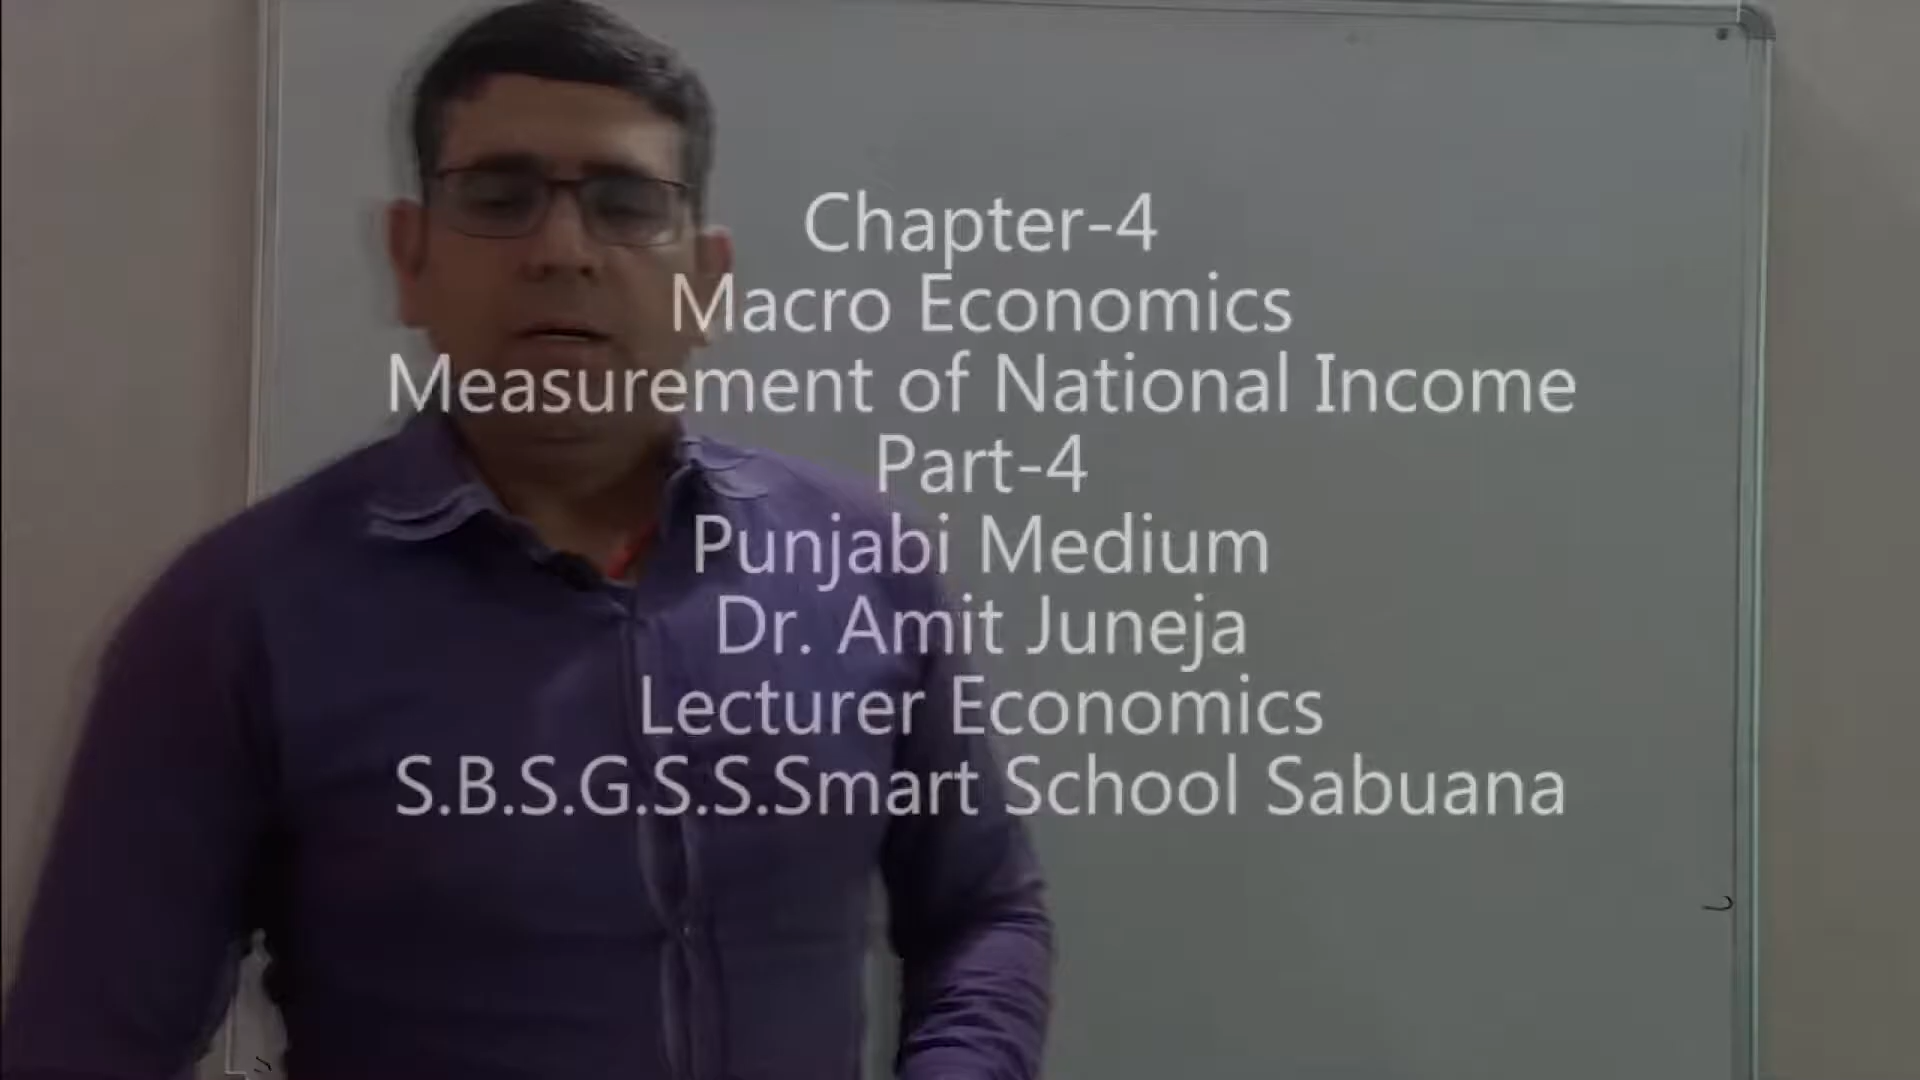 Chapter-4
Macro Economics
Measurement of National Income
Part-4
Punjabi Medium
Dr. Amit Juneja
Lecturer Economics
S.B.S.G.S.S.Smart School Sabuana